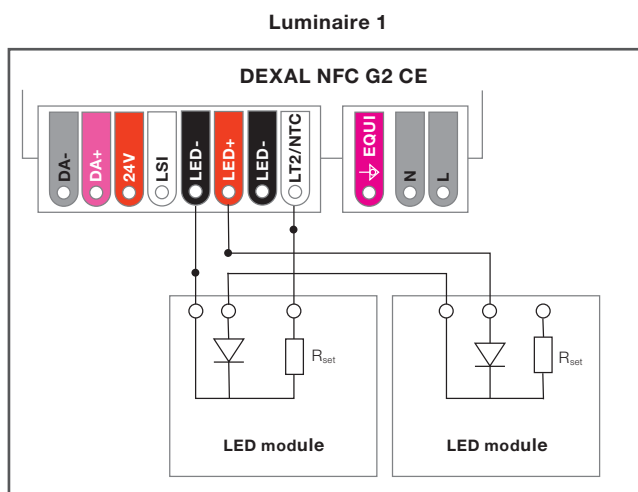 Luminaire 1
DEXAL NFC G2 CE
DA-
DA+
24V
LSI
LED-
LED+
LED-
LT2/NTC
EQUI
N
L
Rset
Rset
LED module
LED module